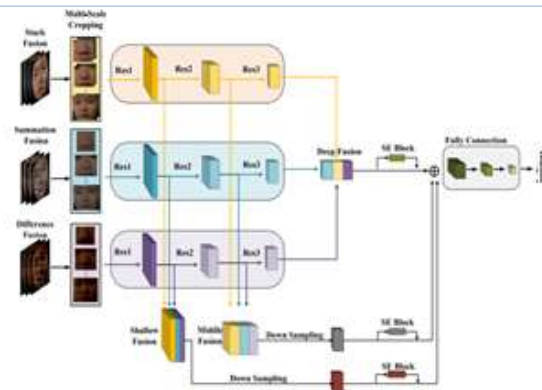 Stack
Fusion
MultiScale
Cropping
Res1
Res2
Res3
Summation
Fusion
Res1
Res2
Res3
Deep Fusion
SE Block
Fully Connection
Difference
Fusion
Res1
Res2
Res3
Shallow
Fusion
Middle
Fusion
Down Sampling
SE Block
Down Sampling
SE Block